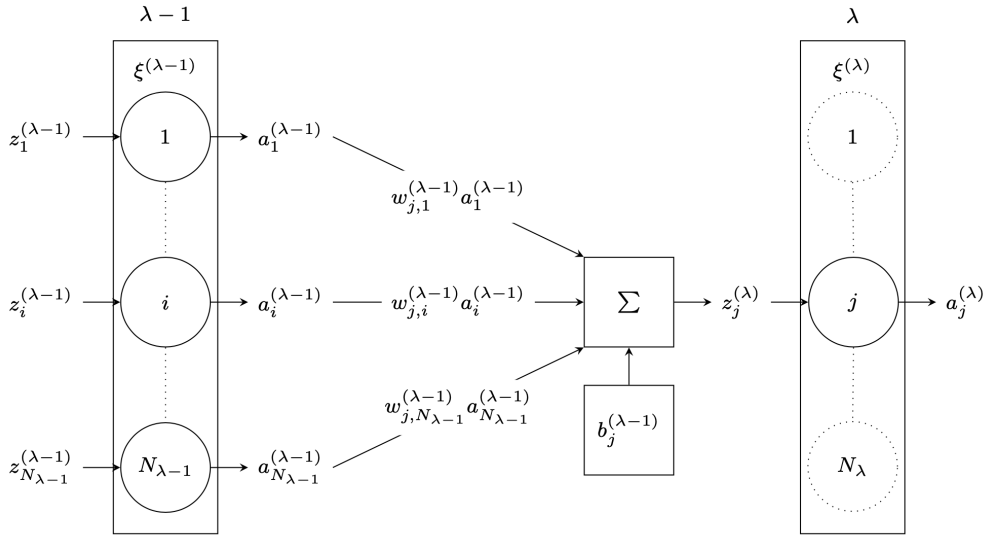 λ − 1 λ
ξ^(λ−1) ξ^(λ)
z_1^(λ−1) 1 a_1^(λ−1) 1
w_{j,1}^(λ−1) a_1^(λ−1)
z_i^(λ−1) i a_i^(λ−1) w_{j,i}^(λ−1) a_i^(λ−1) ∑ z_j^(λ) j a_j^(λ)
w_{j,N_{λ−1}}^(λ−1) a_{N_{λ−1}}^(λ−1)
b_j^(λ−1)
z_{N_{λ−1}}^(λ−1) N_{λ−1} a_{N_{λ−1}}^(λ−1) N_λ